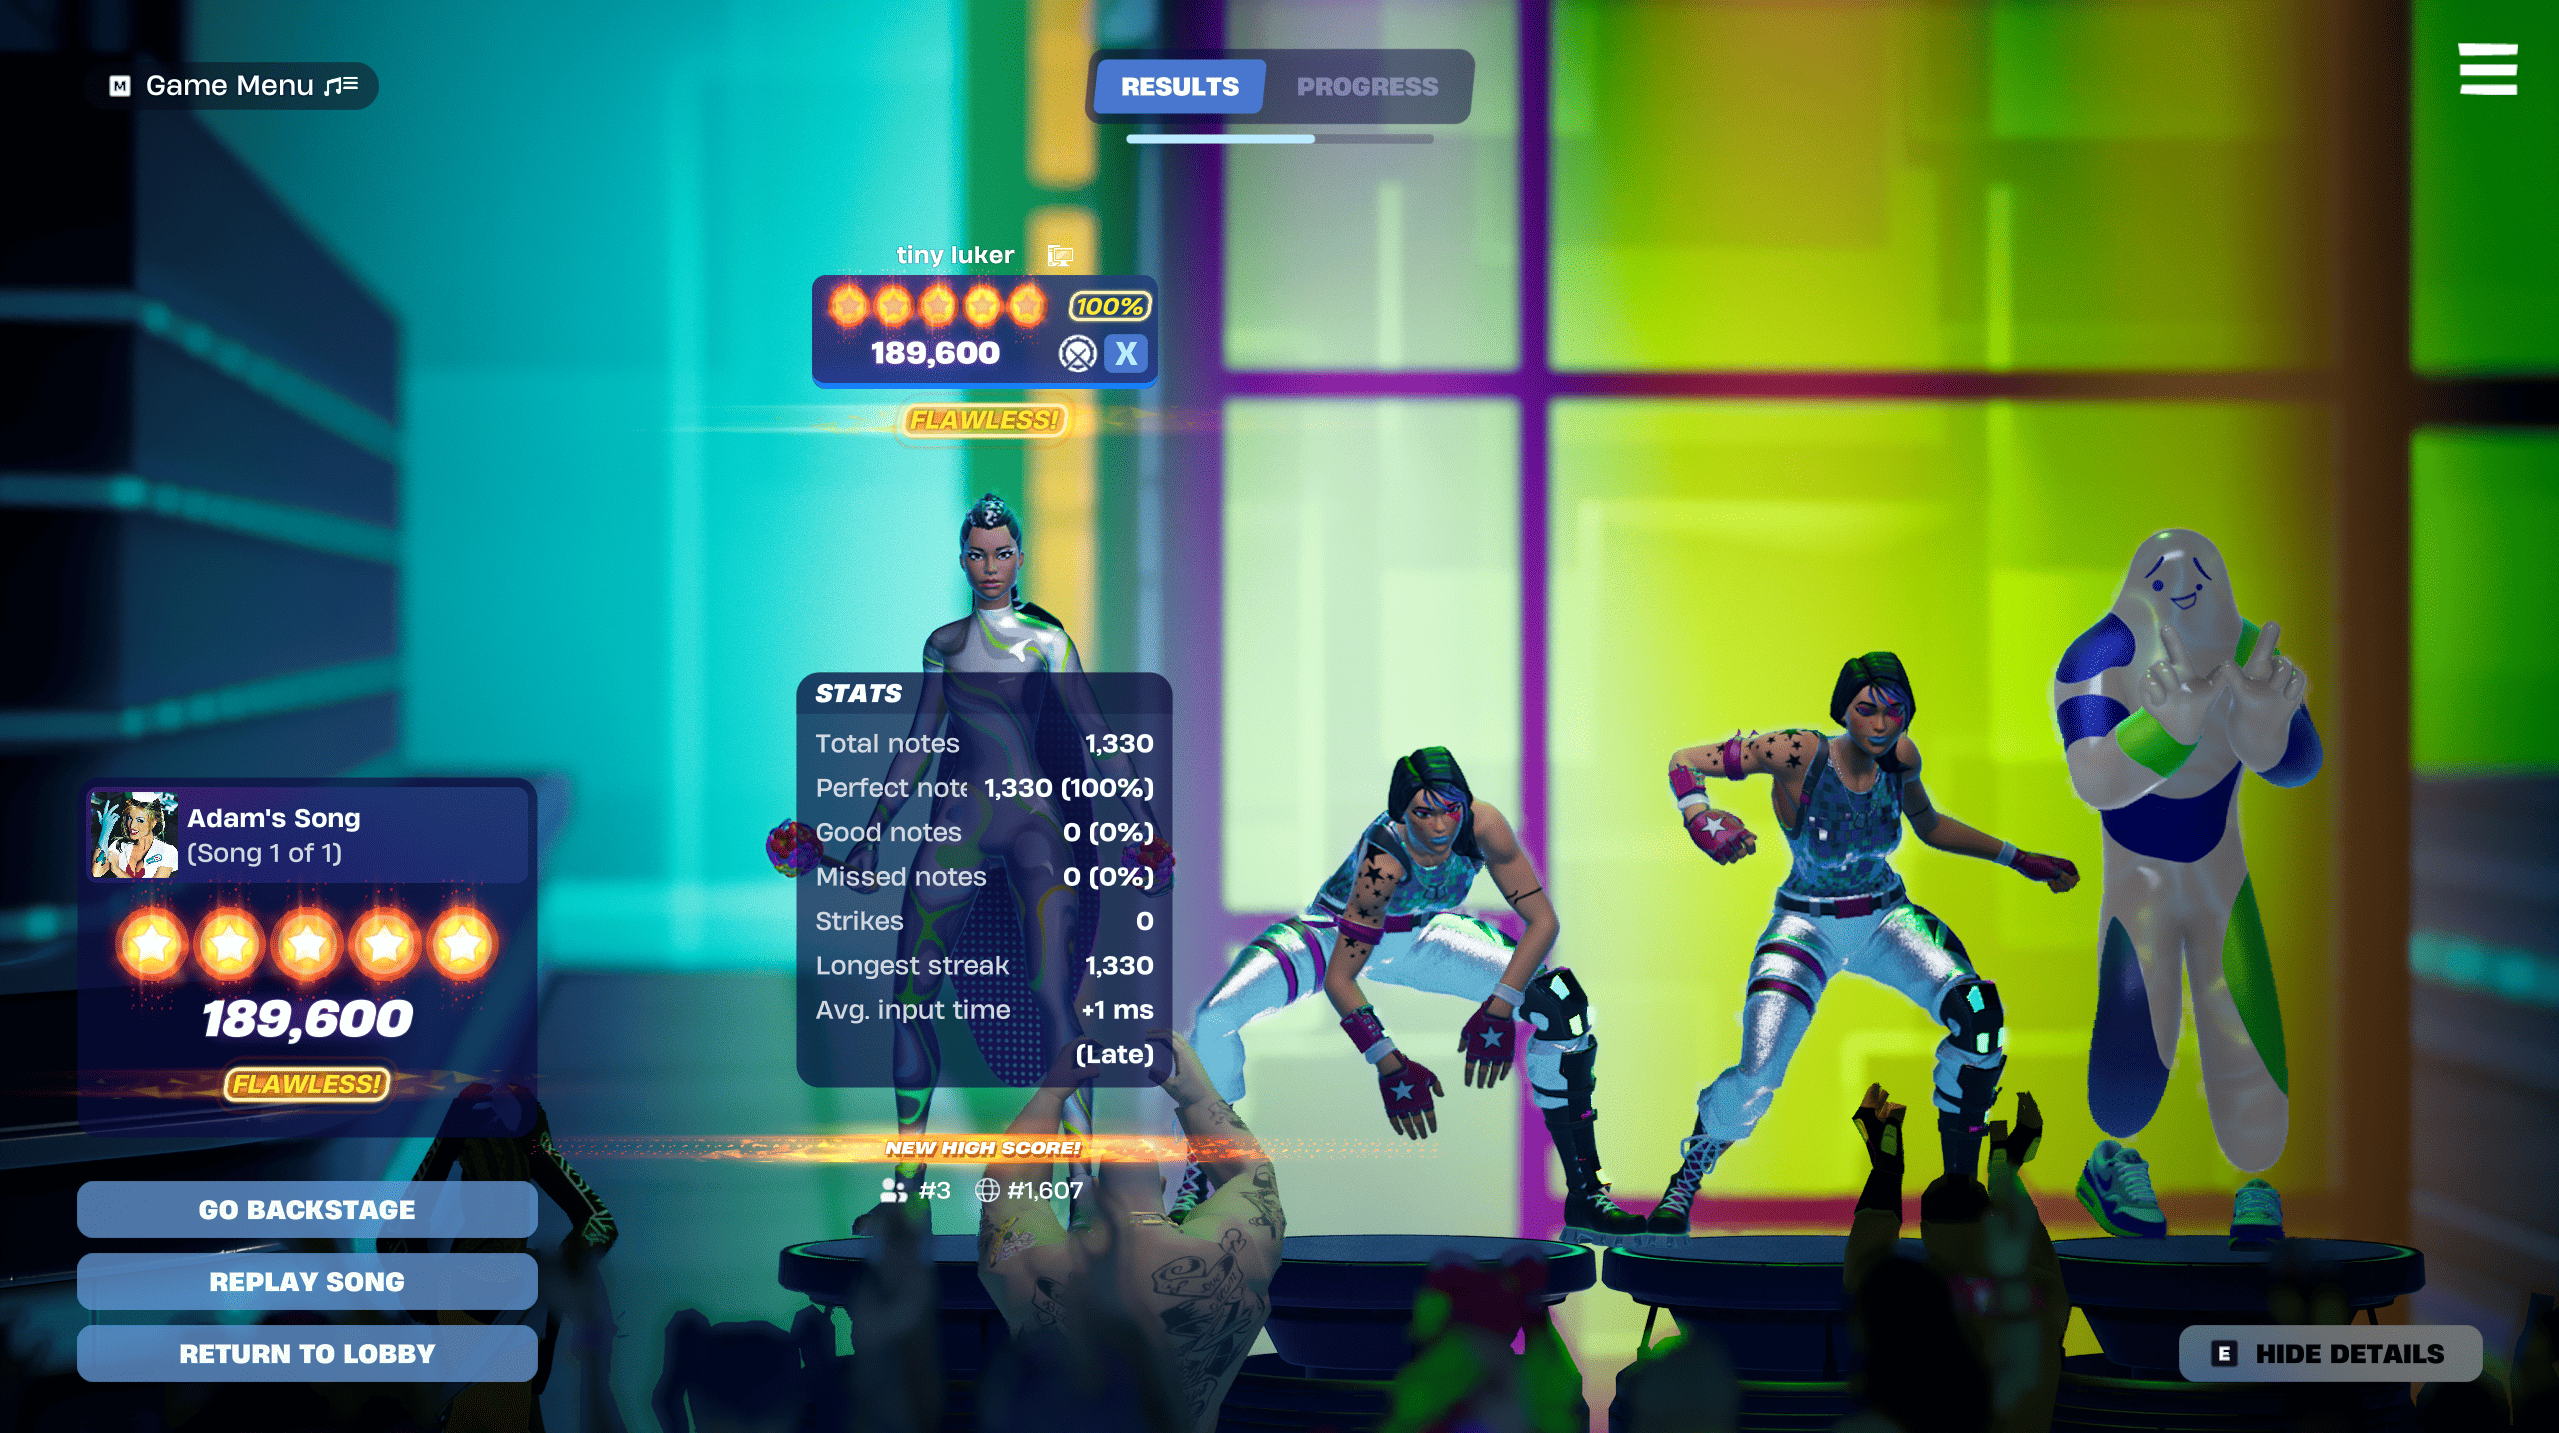 M Game Menu
RESULTS
PROGRESS
tiny luker
100%
189,600
X
FLAWLESS!
STATS
Total notes 1,330
Perfect note 1,330 (100%)
Good notes 0 (0%)
Missed notes 0 (0%)
Strikes 0
Longest streak 1,330
Avg. input time +1 ms
(Late)
NEW HIGH SCORE!
#3 #1,607
Adam's Song
(Song 1 of 1)
189,600
FLAWLESS!
GO BACKSTAGE
REPLAY SONG
RETURN TO LOBBY
E HIDE DETAILS